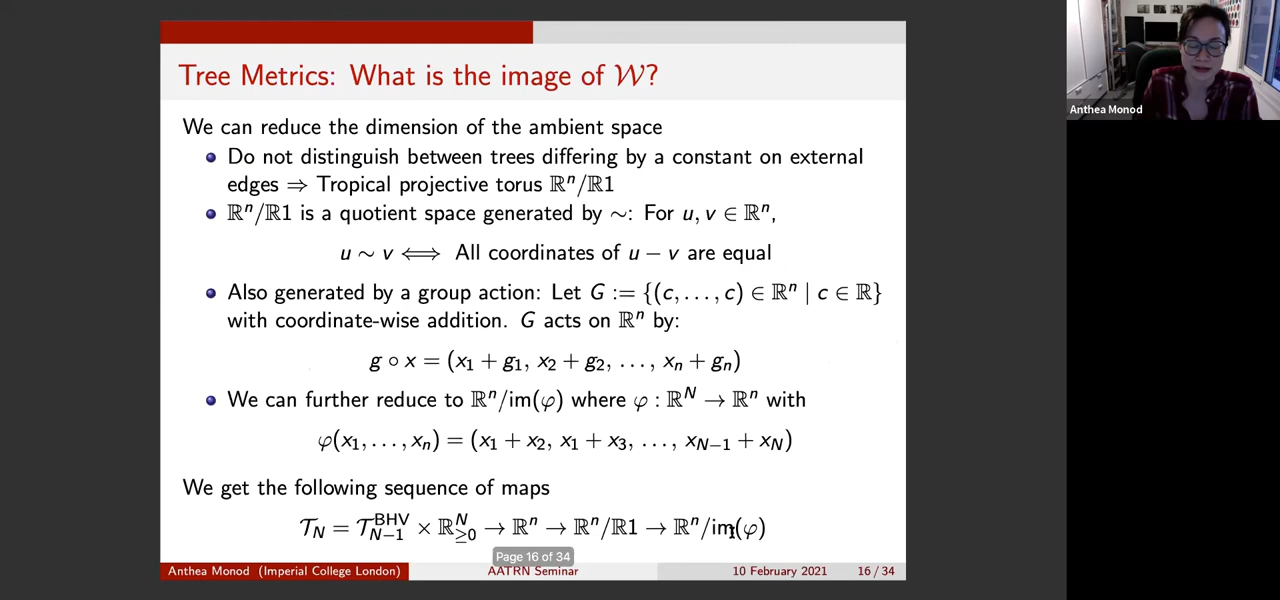 Tree Metrics: What is the image of 𝒲?
We can reduce the dimension of the ambient space
Do not distinguish between trees differing by a constant on external
edges ⇒ Tropical projective torus ℝⁿ/ℝ1
ℝⁿ/ℝ1 is a quotient space generated by ∼: For u, v ∈ ℝⁿ,
u ∼ v ⟺ All coordinates of u − v are equal
Also generated by a group action: Let G := {(c, . . . , c) ∈ ℝⁿ | c ∈ ℝ}
with coordinate-wise addition. G acts on ℝⁿ by:
g ∘ x = (x₁ + g₁, x₂ + g₂, . . . , xₙ + gₙ)
We can further reduce to ℝⁿ/im(φ) where φ : ℝᴺ → ℝⁿ with
φ(x₁, . . . , xₙ) = (x₁ + x₂, x₁ + x₃, . . . , x_{N−1} + x_N)
We get the following sequence of maps
𝒯_N = 𝒯_{N−1}^{BHV} × ℝ_{≥0}^N → ℝⁿ → ℝⁿ/ℝ1 → ℝⁿ/im(φ)
Page 16 of 34
Anthea Monod (Imperial College London) AATRN Seminar 10 February 2021 16 / 34
Anthea Monod